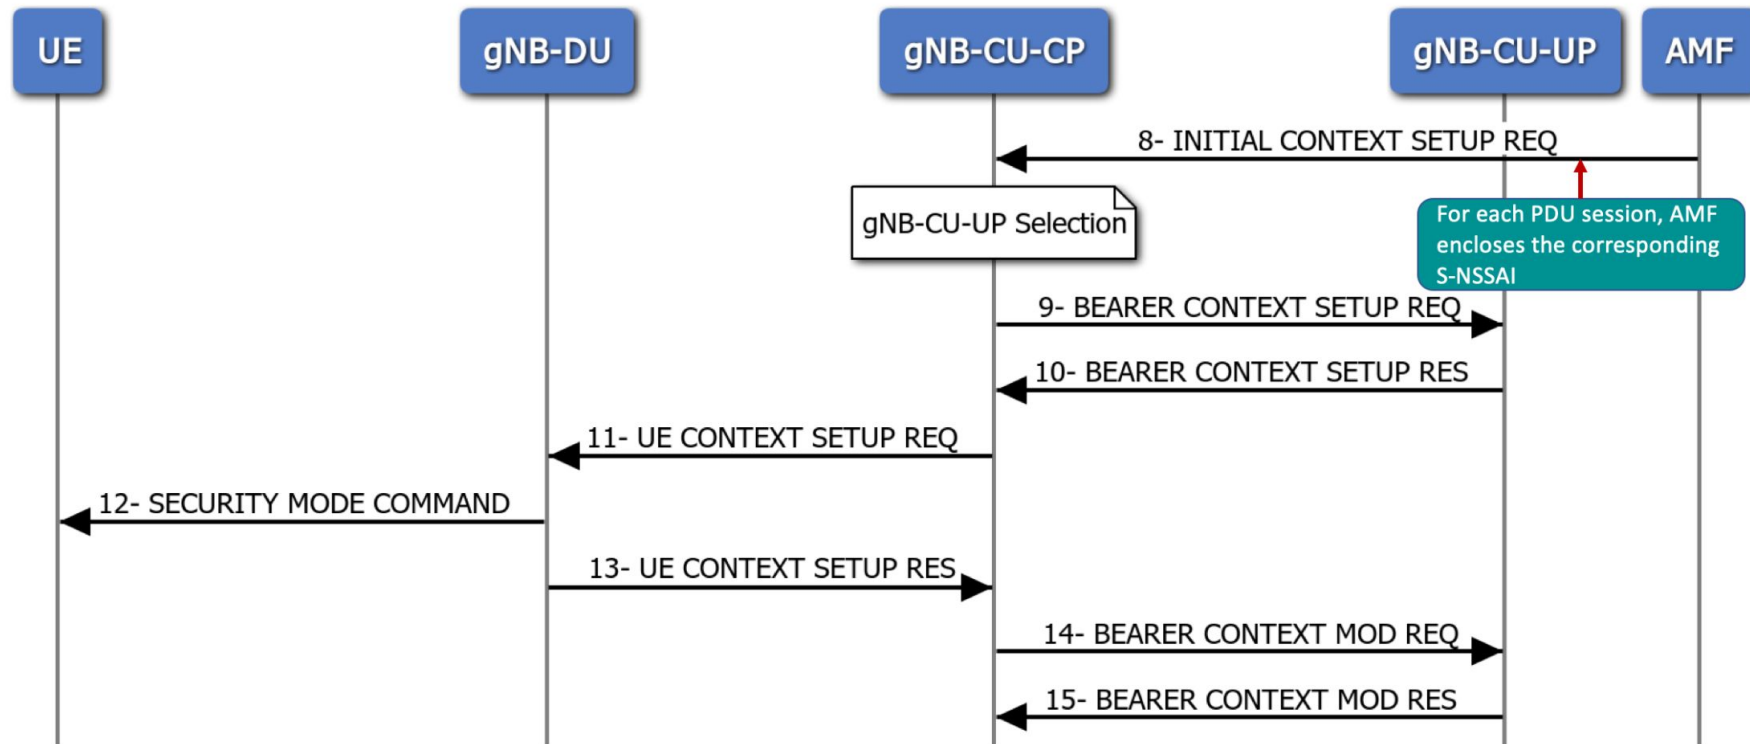 UE
gNB-DU
gNB-CU-CP
gNB-CU-UP
AMF
8- INITIAL CONTEXT SETUP REQ
gNB-CU-UP Selection
For each PDU session, AMF
encloses the corresponding
S-NSSAI
9- BEARER CONTEXT SETUP REQ
10- BEARER CONTEXT SETUP RES
11- UE CONTEXT SETUP REQ
12- SECURITY MODE COMMAND
13- UE CONTEXT SETUP RES
14- BEARER CONTEXT MOD REQ
15- BEARER CONTEXT MOD RES